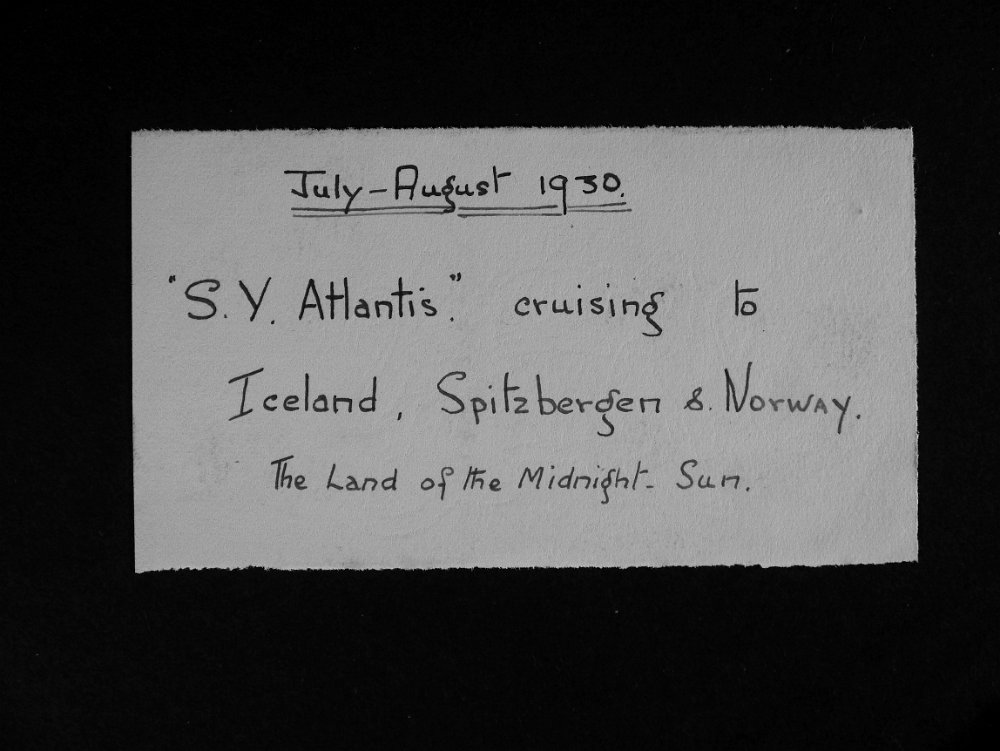 July-August 1930.
"S.Y. Atlantis." cruising to
Iceland, Spitzbergen & Norway.
The Land of the Midnight-Sun.